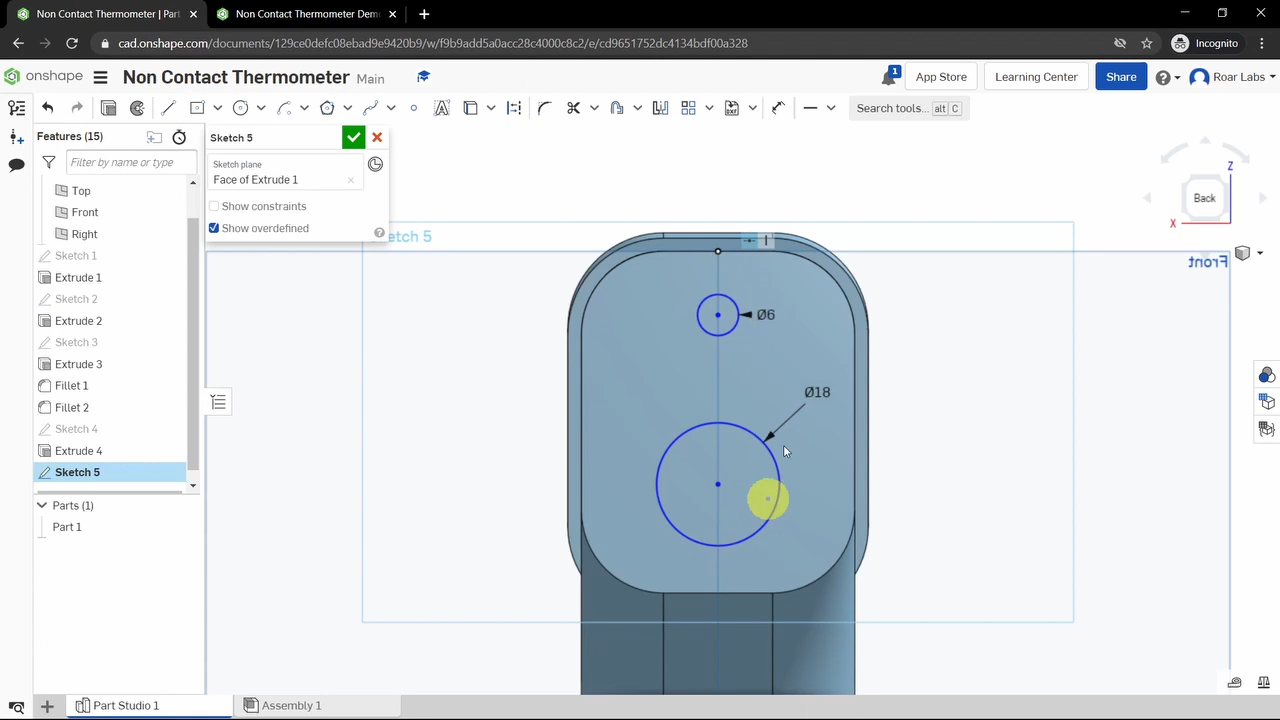 Non Contact Thermometer | Part
Non Contact Thermometer Demo
cad.onshape.com/documents/129ce0defc08ebad9e9420b9/w/f9b9add5a0acc28c4000c8c2/e/cd9651752dc4134bdf00a328
Incognito
onshape
Non Contact Thermometer Main
1
App Store
Learning Center
Share
Roar Labs
Search tools... alt C
Features (15)
Filter by name or type
Top
Front
Right
Sketch 1
Extrude 1
Sketch 2
Extrude 2
Sketch 3
Extrude 3
Fillet 1
Fillet 2
Sketch 4
Extrude 4
Sketch 5
Parts (1)
Part 1
Sketch 5
Sketch plane
Face of Extrude 1
Show constraints
Show overdefined
etch 5
Ø6
Ø18
Z
Back
X
Front
Part Studio 1
Assembly 1